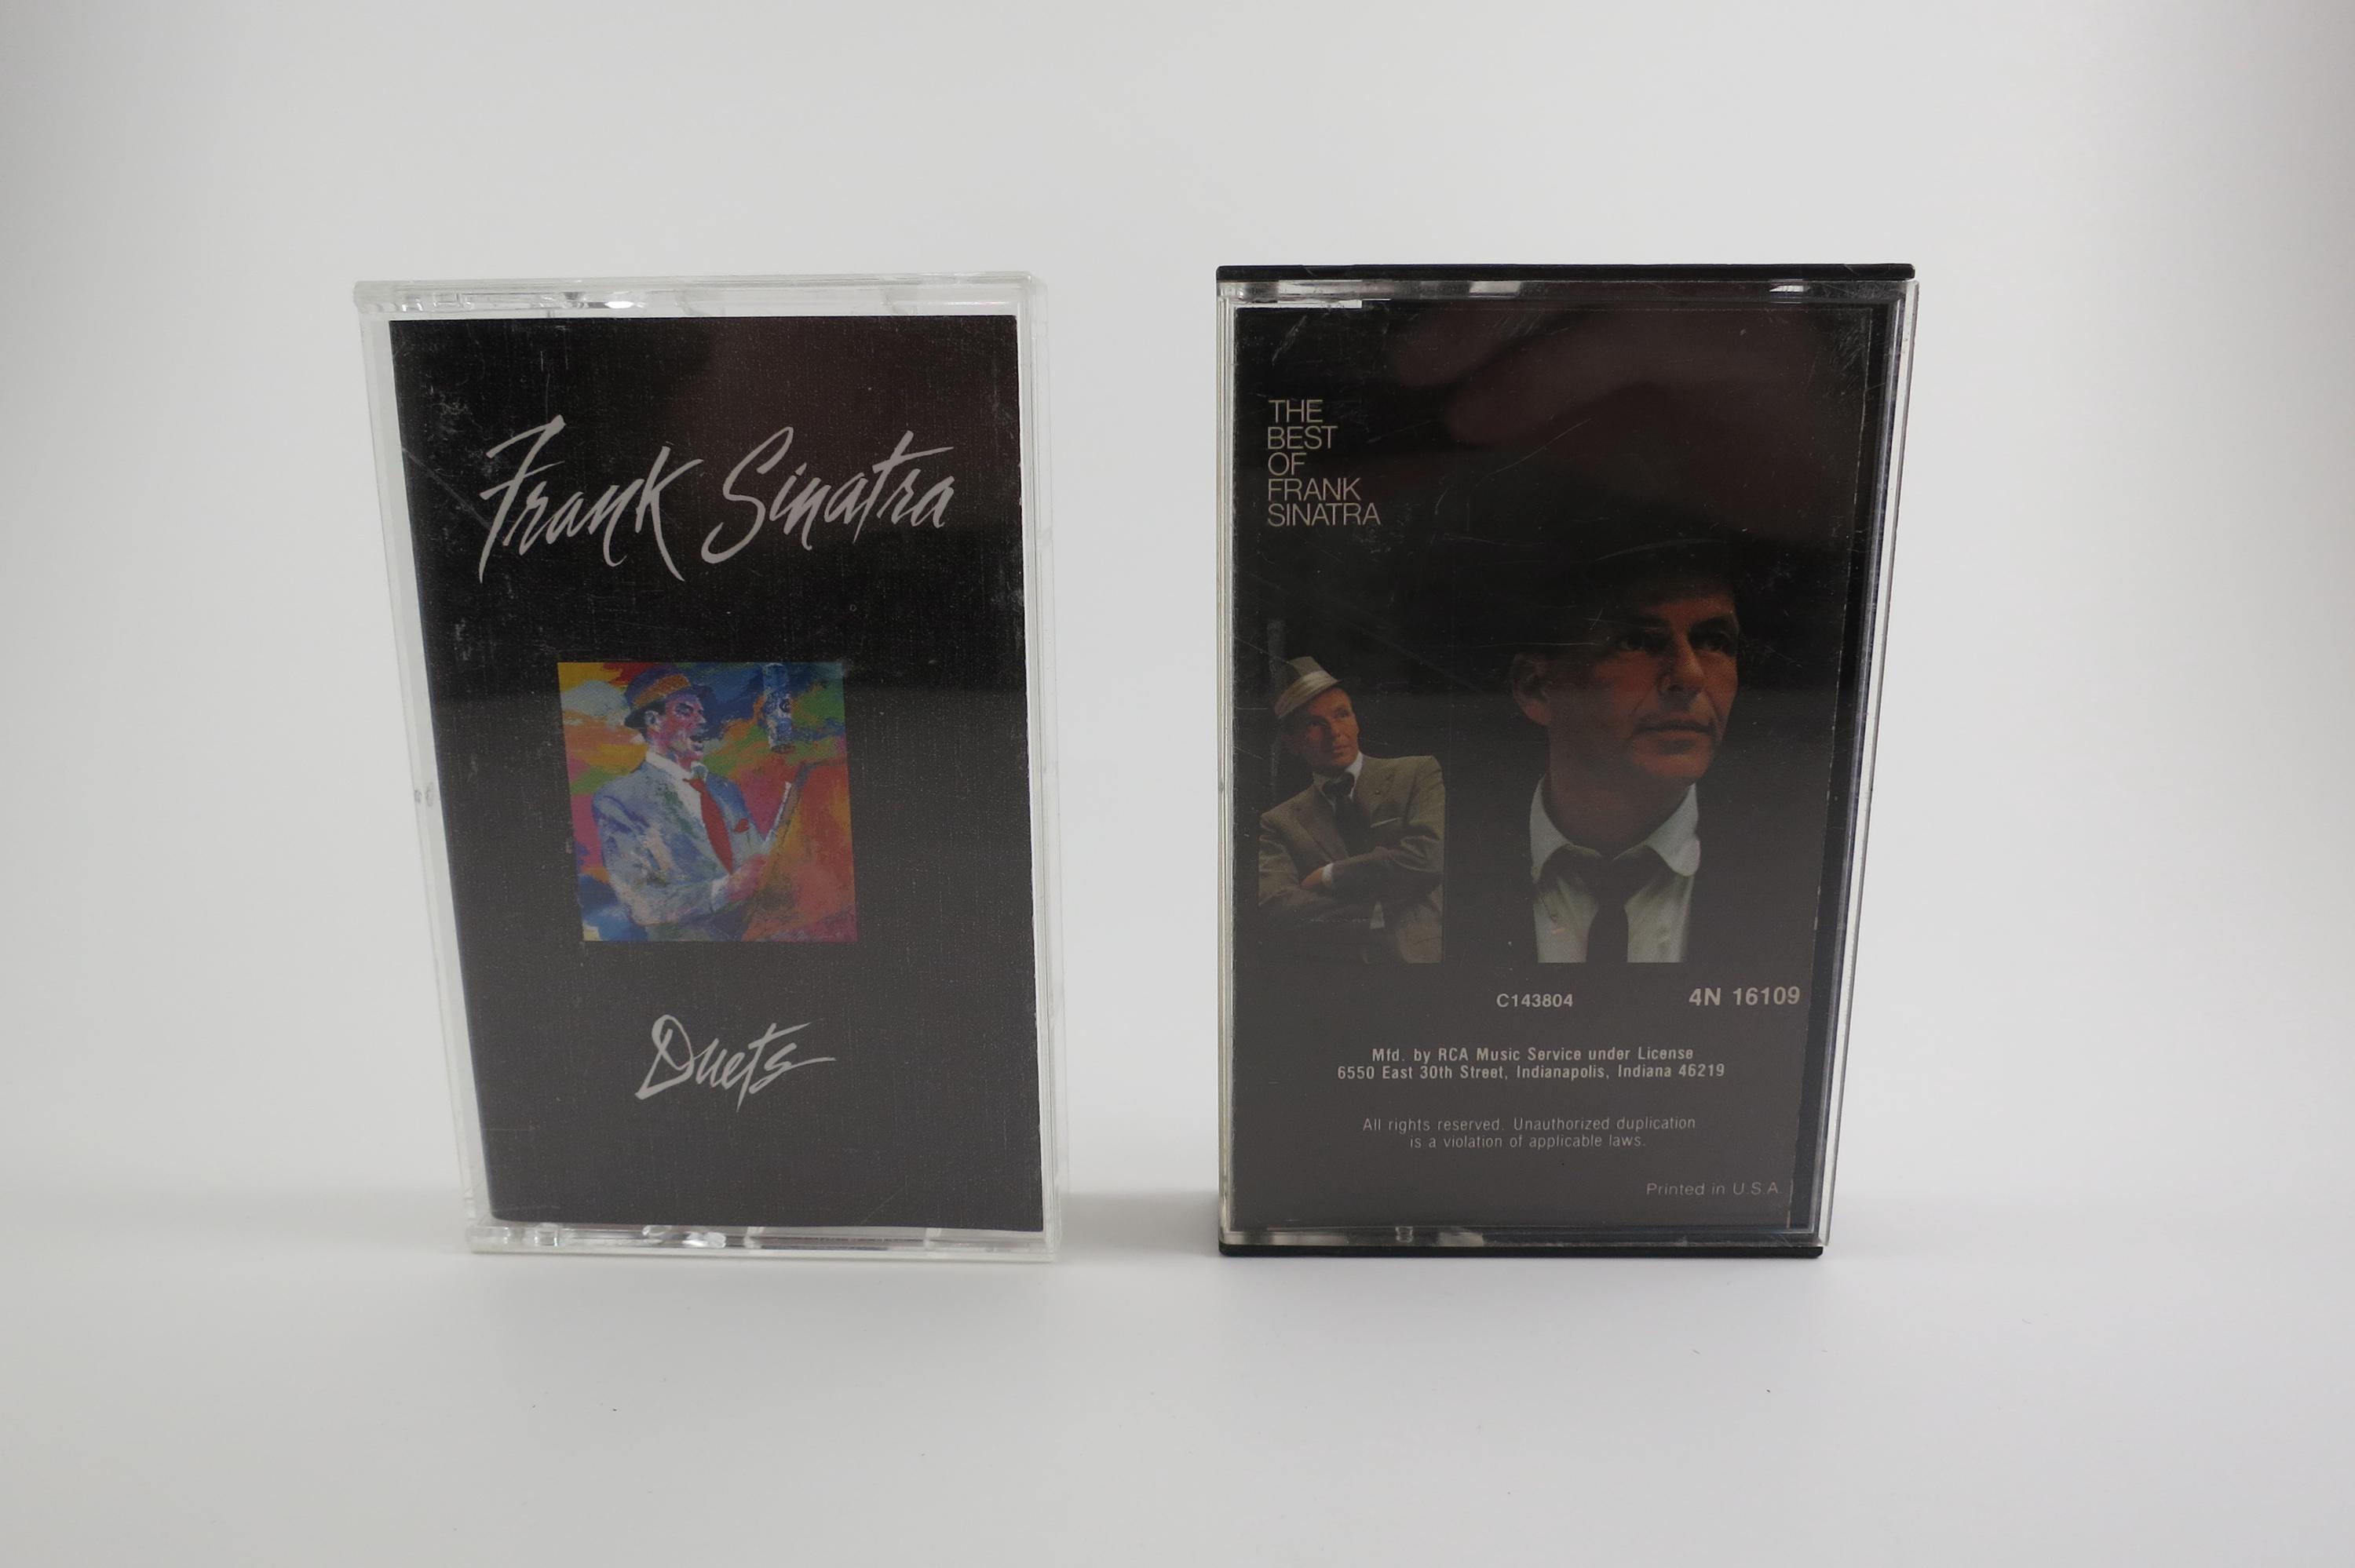 Frank Sinatra
Duets
THE
BEST
OF
FRANK
SINATRA
C143804
4N 16109
Mfd. by RCA Music Service under License
6550 East 30th Street, Indianapolis, Indiana 46219
All rights reserved. Unauthorized duplication
is a violation of applicable laws.
Printed in U.S.A.